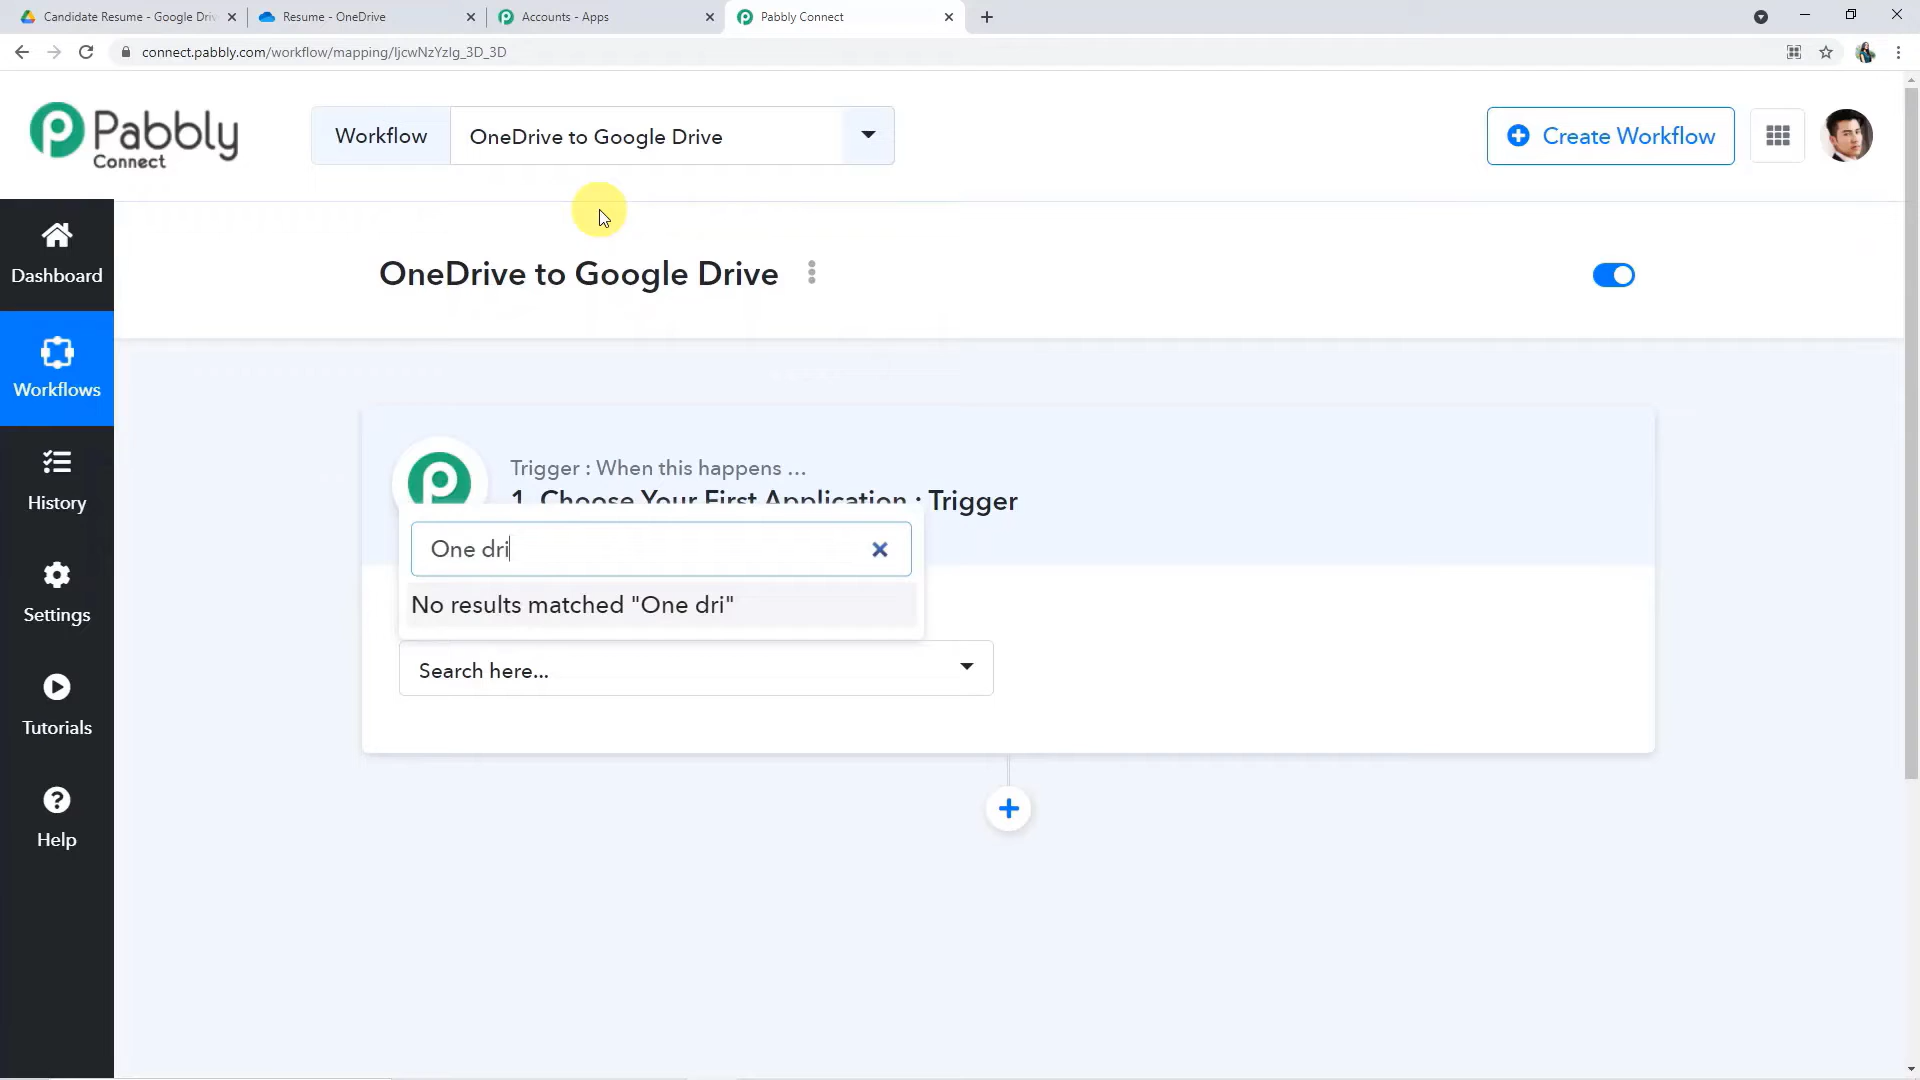 Candidate Resume - Google Driv
Resume - OneDrive
Accounts - Apps
Pabbly Connect
connect.pabbly.com/workflow/mapping/IjcwNzYzIg_3D_3D
Pabbly
Connect
Workflow
OneDrive to Google Drive
Create Workflow
OneDrive to Google Drive
Dashboard
Workflows
History
Settings
Tutorials
Help
Trigger : When this happens ...
1. Choose Your First Application : Trigger
One dri
No results matched "One dri"
Search here...